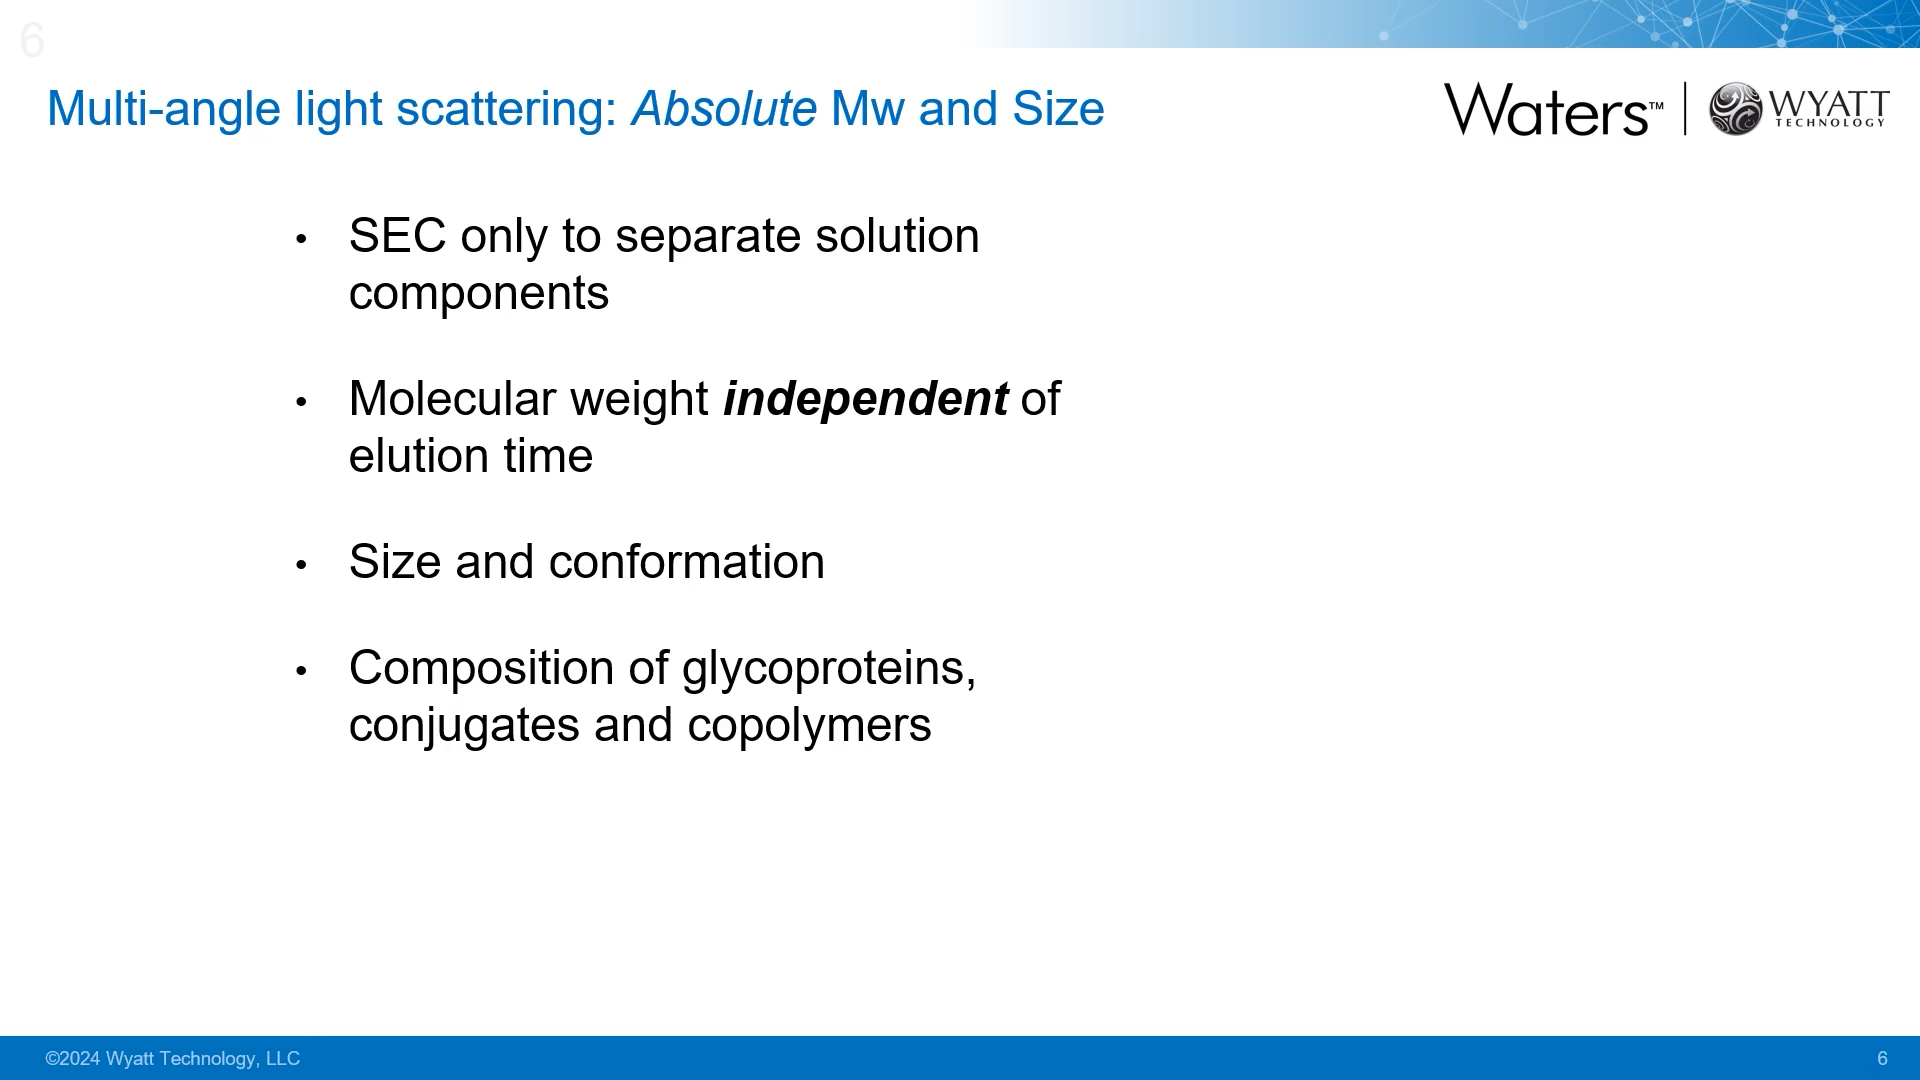 6
Multi-angle light scattering: Absolute Mw and Size
Waters™
WYATT
TECHNOLOGY
• SEC only to separate solution
components
• Molecular weight independent of
elution time
• Size and conformation
• Composition of glycoproteins,
conjugates and copolymers
©2024 Wyatt Technology, LLC
6